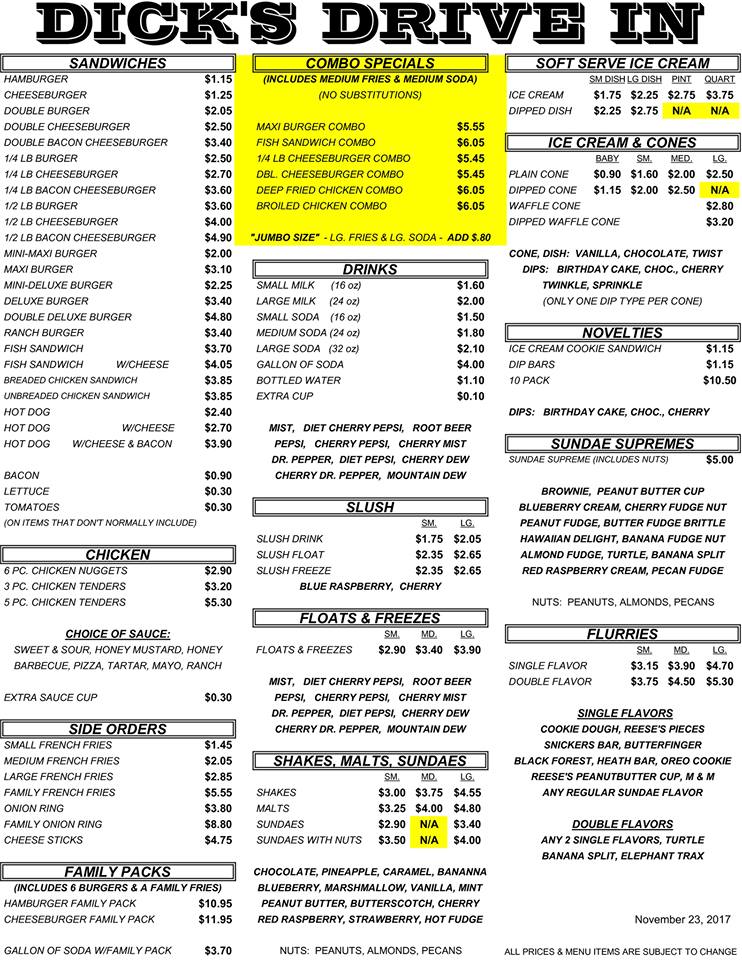 DICK'S DRIVE IN
SANDWICHES
HAMBURGER $1.15
CHEESEBURGER $1.25
DOUBLE BURGER $2.05
DOUBLE CHEESEBURGER $2.50
DOUBLE BACON CHEESEBURGER $3.40
1/4 LB BURGER $2.50
1/4 LB CHEESEBURGER $2.70
1/4 LB BACON CHEESEBURGER $3.60
1/2 LB BURGER $3.60
1/2 LB CHEESEBURGER $4.00
1/2 LB BACON CHEESEBURGER $4.90
MINI-MAXI BURGER $2.00
MAXI BURGER $3.10
MINI-DELUXE BURGER $2.25
DELUXE BURGER $3.40
DOUBLE DELUXE BURGER $4.80
RANCH BURGER $3.40
FISH SANDWICH $3.70
FISH SANDWICH W/CHEESE $4.05
BREADED CHICKEN SANDWICH $3.85
UNBREADED CHICKEN SANDWICH $3.85
HOT DOG $2.40
HOT DOG W/CHEESE $2.70
HOT DOG W/CHEESE & BACON $3.90
BACON $0.90
LETTUCE $0.30
TOMATOES $0.30
(ON ITEMS THAT DON'T NORMALLY INCLUDE)
CHICKEN
6 PC. CHICKEN NUGGETS $2.90
3 PC. CHICKEN TENDERS $3.20
5 PC. CHICKEN TENDERS $5.30
CHOICE OF SAUCE:
SWEET & SOUR, HONEY MUSTARD, HONEY
BARBECUE, PIZZA, TARTAR, MAYO, RANCH
EXTRA SAUCE CUP $0.30
SIDE ORDERS
SMALL FRENCH FRIES $1.45
MEDIUM FRENCH FRIES $2.05
LARGE FRENCH FRIES $2.85
FAMILY FRENCH FRIES $5.55
ONION RING $3.80
FAMILY ONION RING $8.80
CHEESE STICKS $4.75
FAMILY PACKS
(INCLUDES 6 BURGERS & A FAMILY FRIES)
HAMBURGER FAMILY PACK $10.95
CHEESEBURGER FAMILY PACK $11.95
GALLON OF SODA W/FAMILY PACK $3.70
COMBO SPECIALS
(INCLUDES MEDIUM FRIES & MEDIUM SODA)
(NO SUBSTITUTIONS)
MAXI BURGER COMBO $5.55
FISH SANDWICH COMBO $6.05
1/4 LB CHEESEBURGER COMBO $5.45
DBL. CHEESEBURGER COMBO $5.45
DEEP FRIED CHICKEN COMBO $6.05
BROILED CHICKEN COMBO $6.05
"JUMBO SIZE" - LG. FRIES & LG. SODA - ADD $.80
DRINKS
SMALL MILK (16 oz) $1.60
LARGE MILK (24 oz) $2.00
SMALL SODA (16 oz) $1.50
MEDIUM SODA (24 oz) $1.80
LARGE SODA (32 oz) $2.10
GALLON OF SODA $4.00
BOTTLED WATER $1.10
EXTRA CUP $0.10
MIST, DIET CHERRY PEPSI, ROOT BEER
PEPSI, CHERRY PEPSI, CHERRY MIST
DR. PEPPER, DIET PEPSI, CHERRY DEW
CHERRY DR. PEPPER, MOUNTAIN DEW
SLUSH
SM. LG.
SLUSH DRINK $1.75 $2.05
SLUSH FLOAT $2.35 $2.65
SLUSH FREEZE $2.35 $2.65
BLUE RASPBERRY, CHERRY
FLOATS & FREEZES
SM. MD. LG.
FLOATS & FREEZES $2.90 $3.40 $3.90
MIST, DIET CHERRY PEPSI, ROOT BEER
PEPSI, CHERRY PEPSI, CHERRY MIST
DR. PEPPER, DIET PEPSI, CHERRY DEW
CHERRY DR. PEPPER, MOUNTAIN DEW
SHAKES, MALTS, SUNDAES
SM. MD. LG.
SHAKES $3.00 $3.75 $4.55
MALTS $3.25 $4.00 $4.80
SUNDAES $2.90 N/A $3.40
SUNDAES WITH NUTS $3.50 N/A $4.00
CHOCOLATE, PINEAPPLE, CARAMEL, BANANNA
BLUEBERRY, MARSHMALLOW, VANILLA, MINT
PEANUT BUTTER, BUTTERSCOTCH, CHERRY
RED RASPBERRY, STRAWBERRY, HOT FUDGE
NUTS: PEANUTS, ALMONDS, PECANS
SOFT SERVE ICE CREAM
SM DISH LG DISH PINT QUART
ICE CREAM $1.75 $2.25 $2.75 $3.75
DIPPED DISH $2.25 $2.75 N/A N/A
ICE CREAM & CONES
BABY SM. MED. LG.
PLAIN CONE $0.90 $1.60 $2.00 $2.50
DIPPED CONE $1.15 $2.00 $2.50 N/A
WAFFLE CONE $2.80
DIPPED WAFFLE CONE $3.20
CONE, DISH: VANILLA, CHOCOLATE, TWIST
DIPS: BIRTHDAY CAKE, CHOC., CHERRY
TWINKLE, SPRINKLE
(ONLY ONE DIP TYPE PER CONE)
NOVELTIES
ICE CREAM COOKIE SANDWICH $1.15
DIP BARS $1.15
10 PACK $10.50
DIPS: BIRTHDAY CAKE, CHOC., CHERRY
SUNDAE SUPREMES
SUNDAE SUPREME (INCLUDES NUTS) $5.00
BROWNIE, PEANUT BUTTER CUP
BLUEBERRY CREAM, CHERRY FUDGE NUT
PEANUT FUDGE, BUTTER FUDGE BRITTLE
HAWAIIAN DELIGHT, BANANA FUDGE NUT
ALMOND FUDGE, TURTLE, BANANA SPLIT
RED RASPBERRY CREAM, PECAN FUDGE
NUTS: PEANUTS, ALMONDS, PECANS
FLURRIES
SM. MD. LG.
SINGLE FLAVOR $3.15 $3.90 $4.70
DOUBLE FLAVOR $3.75 $4.50 $5.30
SINGLE FLAVORS
COOKIE DOUGH, REESE'S PIECES
SNICKERS BAR, BUTTERFINGER
BLACK FOREST, HEATH BAR, OREO COOKIE
REESE'S PEANUTBUTTER CUP, M & M
ANY REGULAR SUNDAE FLAVOR
DOUBLE FLAVORS
ANY 2 SINGLE FLAVORS, TURTLE
BANANA SPLIT, ELEPHANT TRAX
November 23, 2017
ALL PRICES & MENU ITEMS ARE SUBJECT TO CHANGE